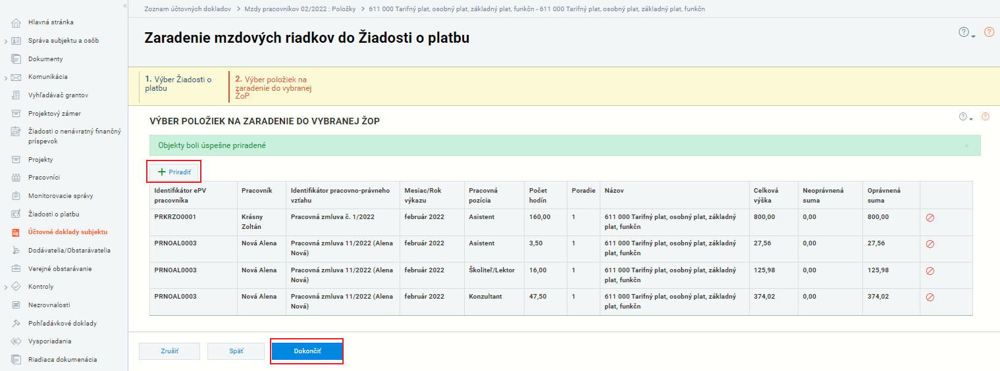 Zoznam účtovných dokladov > Mzdy pracovníkov 02/2022 : Položky > 611 000 Tarifný plat, osobný plat, základný plat, funkčn - 611 000 Tarifný plat, osobný plat, základný plat, funkčn
Hlavná stránka
Správa subjektu a osôb
Dokumenty
Komunikácia
Vyhľadávač grantov
Projektový zámer
Žiadosti o nenávratný finančný
príspevok
Projekty
Pracovníci
Monitorovacie správy
Žiadosti o platbu
Účtovné doklady subjektu
Dodávatelia/Obstarávatelia
Verejné obstarávanie
Kontroly
Nezrovnalosti
Pohľadávkové doklady
Vysporiadania
Riadiaca dokumenácia
Zaradenie mzdových riadkov do Žiadosti o platbu
1. Výber Žiadosti o
platbu
2. Výber položiek na
zaradenie do vybranej
ŽoP
VÝBER POLOŽIEK NA ZARADENIE DO VYBRANEJ ŽOP
Objekty boli úspešne priradené
Priradiť
Identifikátor ePV
pracovníka
Pracovník
Identifikátor pracovno-právneho
vzťahu
Mesiac/Rok
výkazu
Pracovná
pozícia
Počet
hodín
Poradie
Názov
Celková
výška
Neoprávnená
suma
Oprávnená
suma
PRKRZO0001
Krásny
Zoltán
Pracovná zmluva č. 1/2022
február 2022
Asistent
160,00
1
611 000 Tarifný plat, osobný plat, základný
plat, funkčn
800,00
0,00
800,00
PRNOAL0003
Nová Alena
Pracovná zmluva 11/2022 (Alena
Nová)
február 2022
Asistent
3,50
1
611 000 Tarifný plat, osobný plat, základný
plat, funkčn
27,56
0,00
27,56
PRNOAL0003
Nová Alena
Pracovná zmluva 11/2022 (Alena
Nová)
február 2022
Školiteľ/Lektor
16,00
1
611 000 Tarifný plat, osobný plat, základný
plat, funkčn
125,98
0,00
125,98
PRNOAL0003
Nová Alena
Pracovná zmluva 11/2022 (Alena
Nová)
február 2022
Konzultant
47,50
1
611 000 Tarifný plat, osobný plat, základný
plat, funkčn
374,02
0,00
374,02
Zrušiť
Späť
Dokončiť